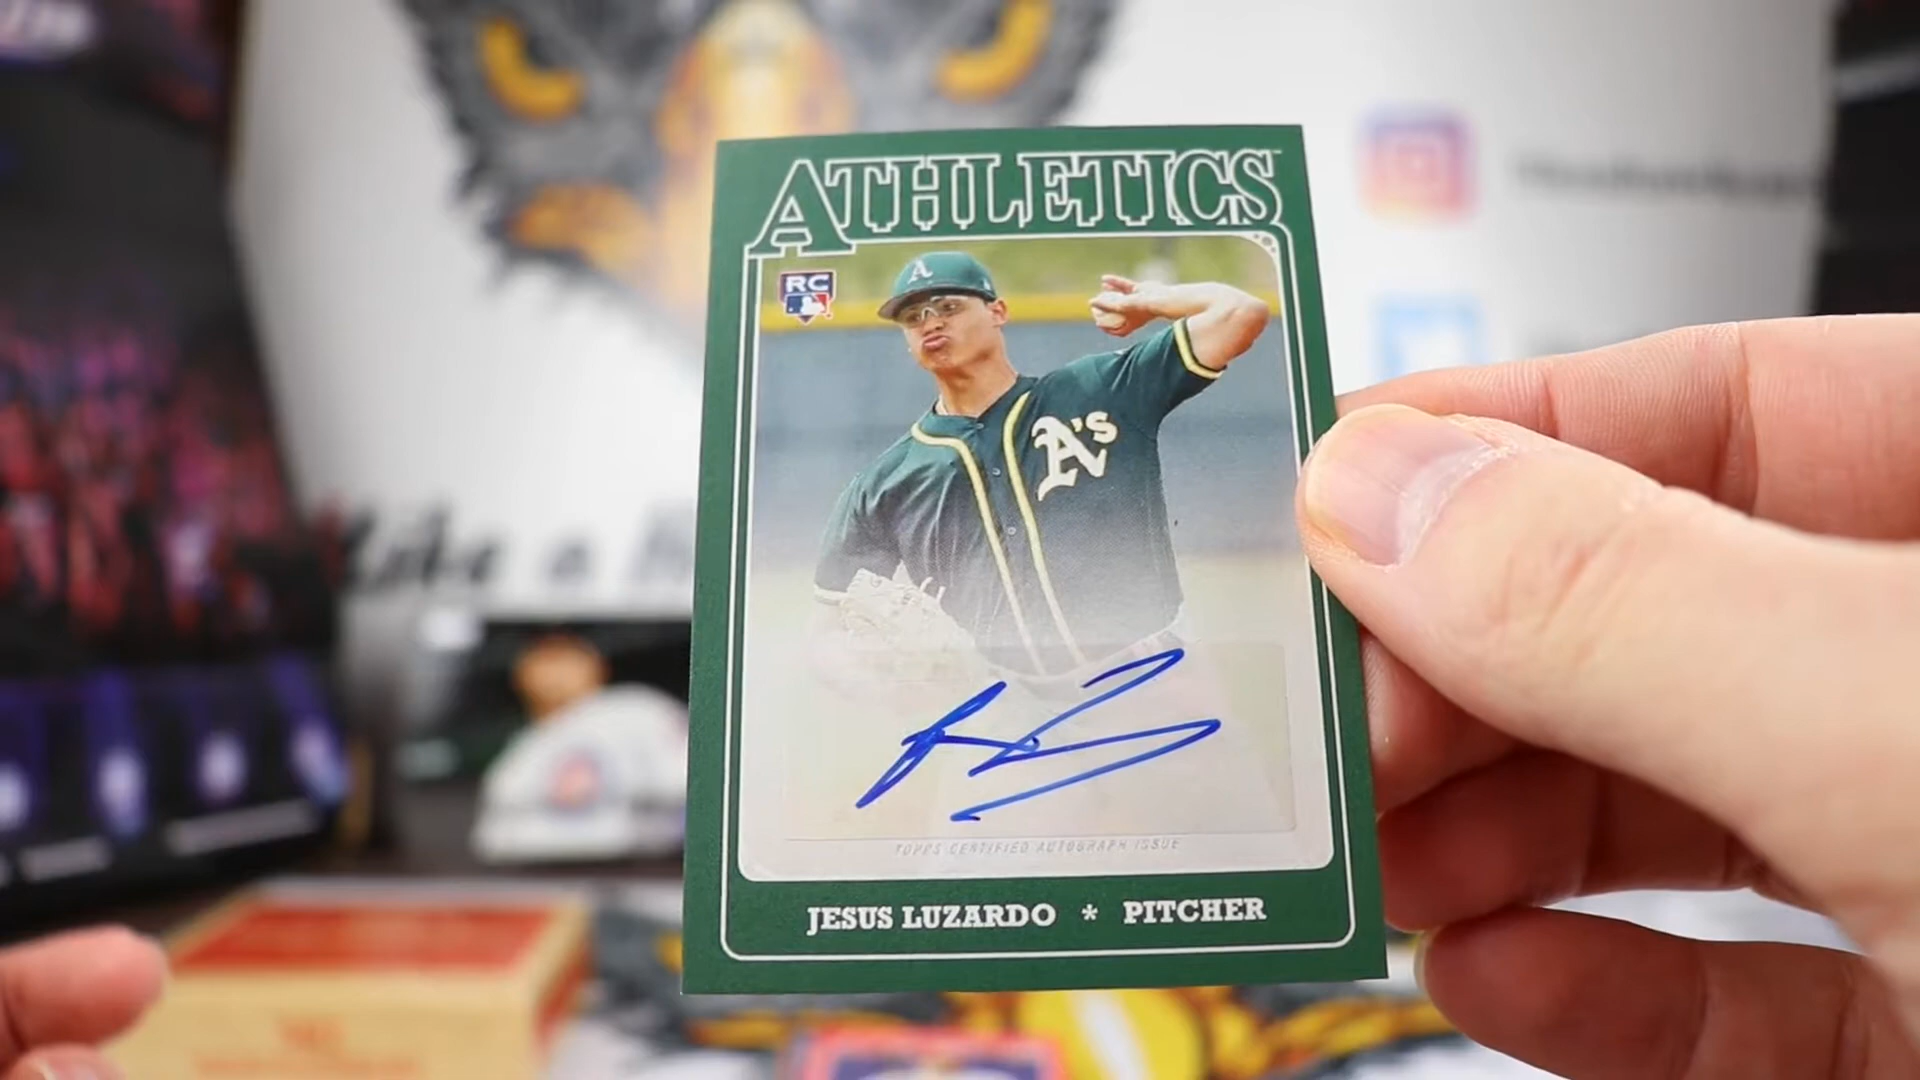 ATHLETICS
RC
A
A's
TOPPS CERTIFIED AUTOGRAPH ISSUE
JESUS LUZARDO * PITCHER